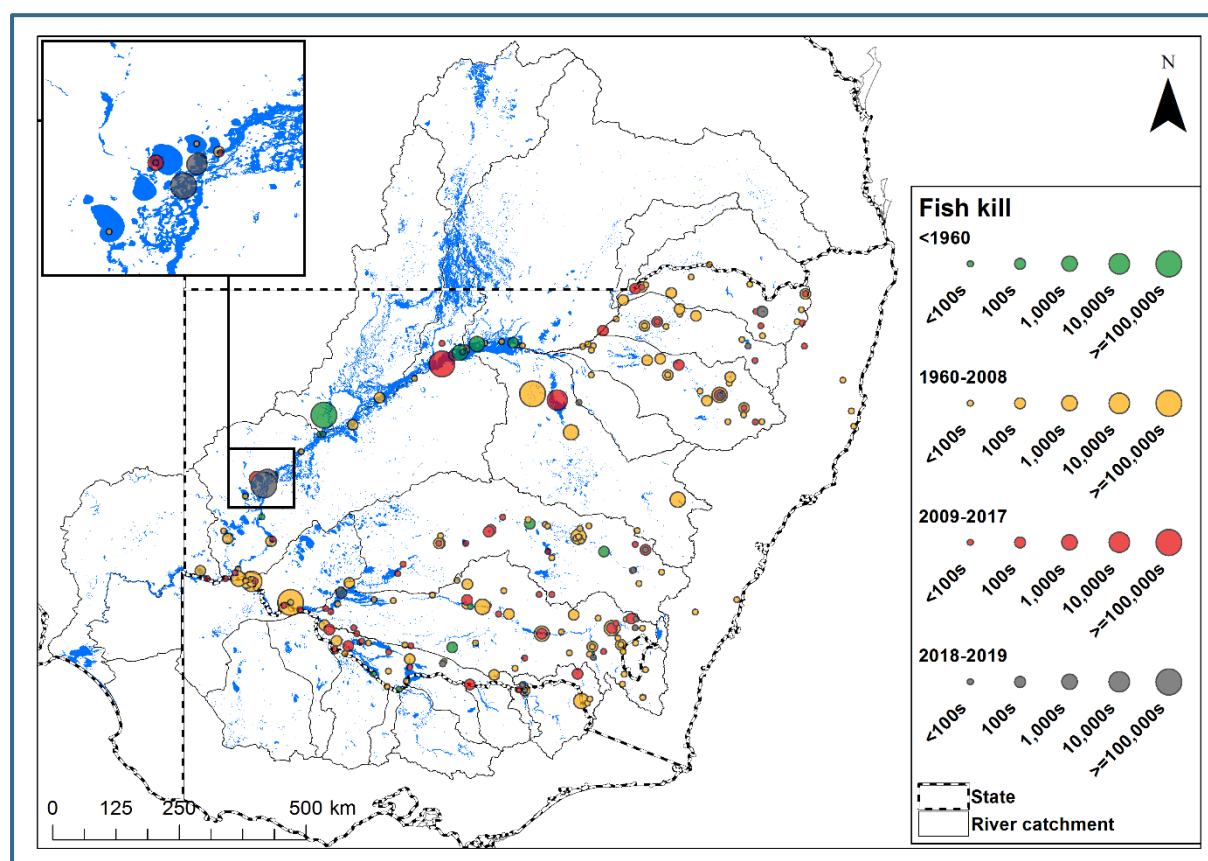 N
Fish kill
<1960
<100s
100s
1,000s
10,000s
>=100,000s
1960-2008
<100s
100s
1,000s
10,000s
>=100,000s
2009-2017
<100s
100s
1,000s
10,000s
>=100,000s
2018-2019
<100s
100s
1,000s
10,000s
>=100,000s
State
River catchment
0 125 250 500 km